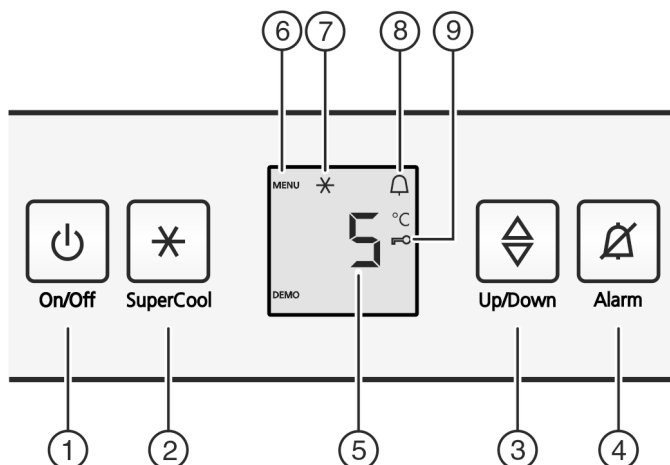 6 7 8 9
MENU
°C
5
DEMO
On/Off SuperCool Up/Down Alarm
1 2 5 3 4